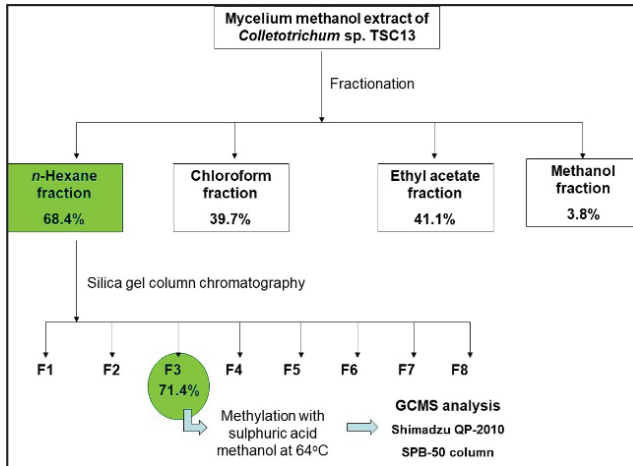 Mycelium methanol extract of
Colletotrichum sp. TSC13
Fractionation
n-Hexane
fraction
68.4%
Chloroform
fraction
39.7%
Ethyl acetate
fraction
41.1%
Methanol
fraction
3.8%
Silica gel column chromatography
F1 F2 F3 F4 F5 F6 F7 F8
71.4%
Methylation with
sulphuric acid
methanol at 64°C
GCMS analysis
Shimadzu QP-2010
SPB-50 column